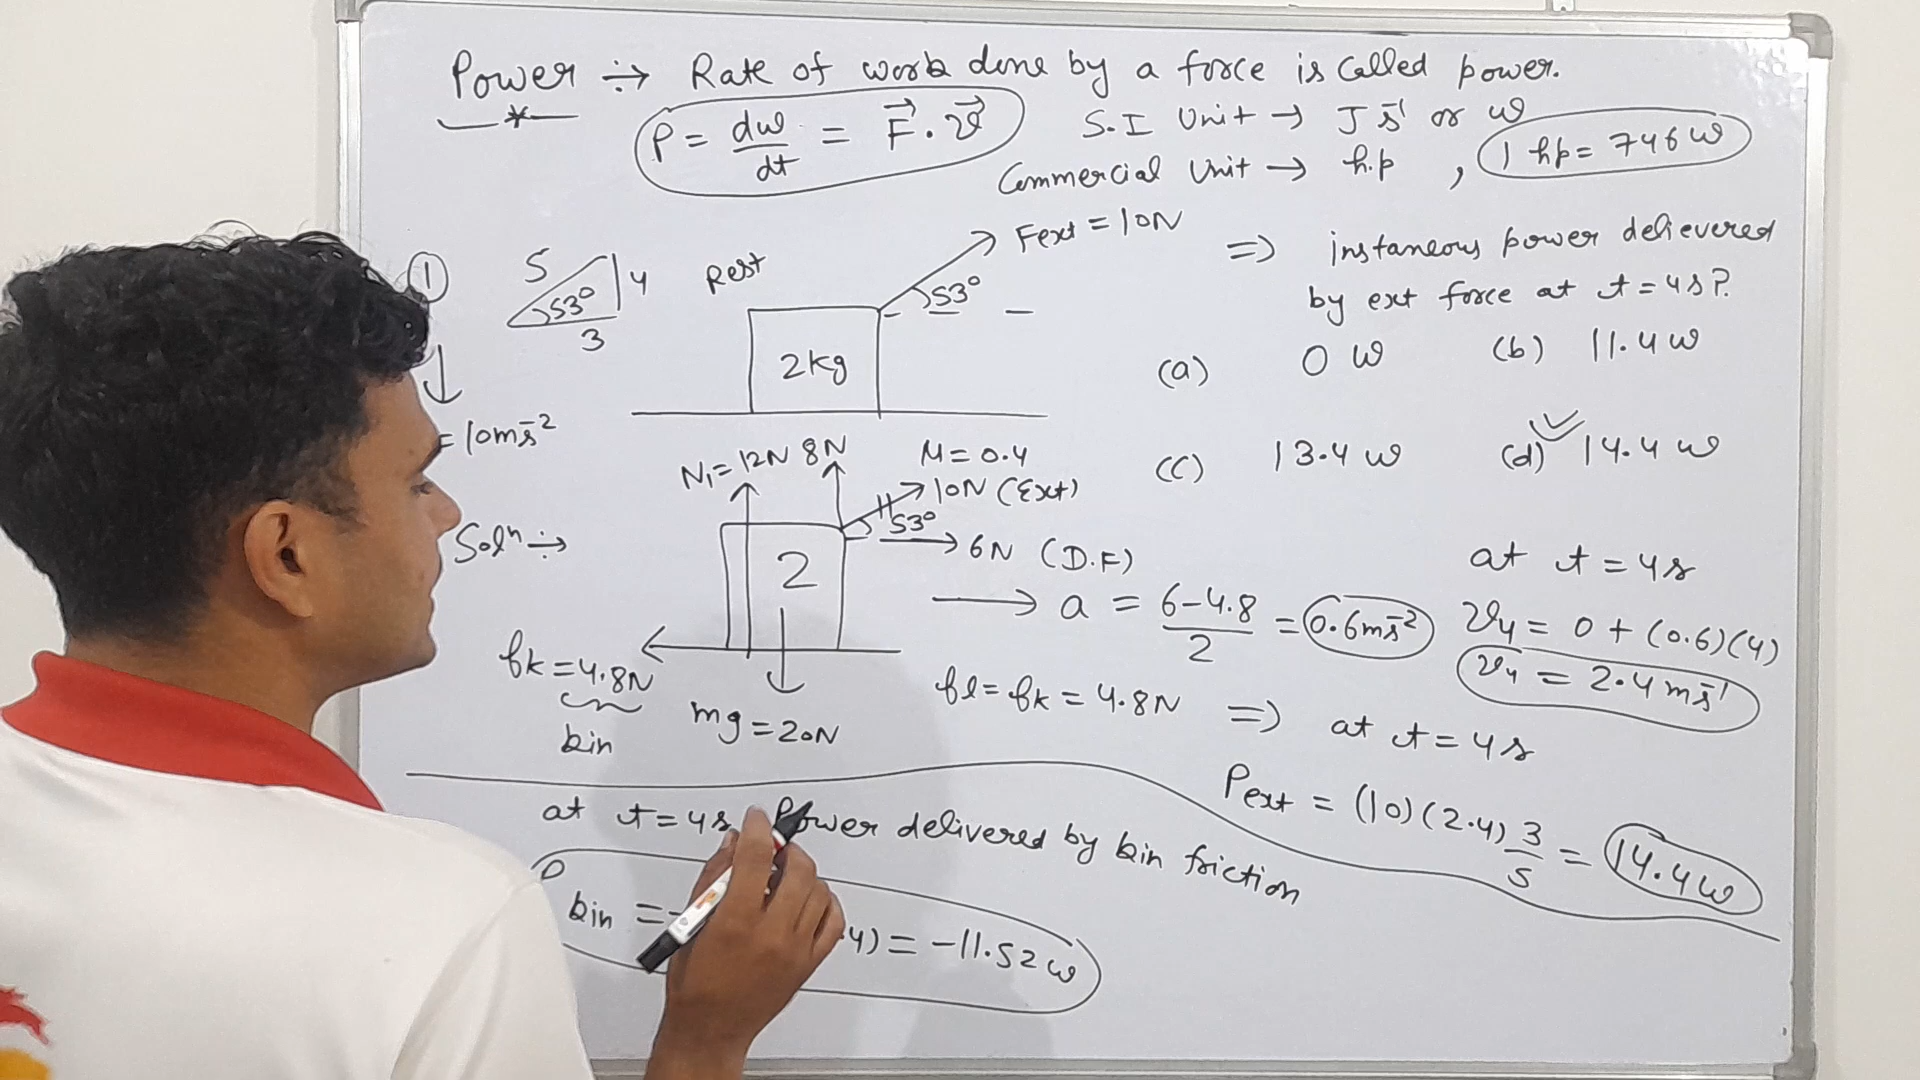 Power ÷→ Rate of work done by a force is called power.
P = dw/dt = F⃗ . v⃗
S.I Unit → J s⁻¹ or W
Commercial Unit → h.p , 1 hp = 746 W
① 5 4 3 53°
Rest
Fext = 10N
53°
2kg
⇒ instaneous power delievered
by ext force at t = 4s?
(a) 0 W (b) 11.4 W
(c) 13.4 W (d) 14.4 W
= 10ms⁻²
μ = 0.4
Solⁿ ÷→
N₁ = 12N 8N
10N (Ext)
53°
6N (D.F)
2
fk = 4.8N
kin
mg = 20N
→ a = 6-4.8/2 = 0.6ms⁻²
fl = fk = 4.8N
at t = 4s
v₄ = 0 + (0.6)(4)
v₄ = 2.4 ms⁻¹
⇒ at t = 4s
Pext = (10)(2.4) 3/5 = 14.4W
at t = 4s Power delivered by kin friction
P kin = - 4) = -11.52 W